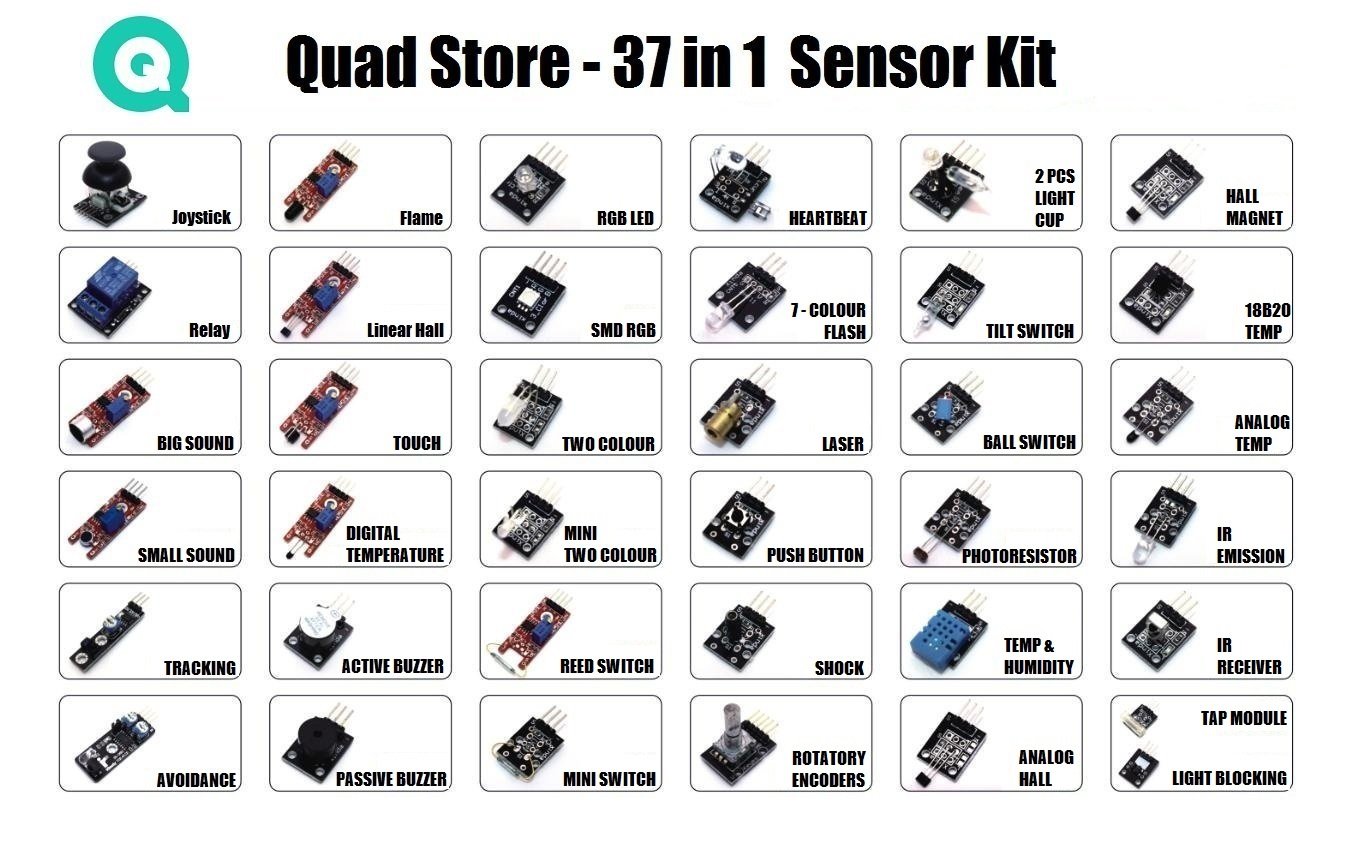 Q
Quad Store - 37 in 1 Sensor Kit
Joystick
Flame
RGB LED
HEARTBEAT
2 PCS
LIGHT
CUP
HALL
MAGNET
Relay
Linear Hall
SMD RGB
7 - COLOUR
FLASH
TILT SWITCH
18B20
TEMP
BIG SOUND
TOUCH
TWO COLOUR
LASER
BALL SWITCH
ANALOG
TEMP
SMALL SOUND
DIGITAL
TEMPERATURE
MINI
TWO COLOUR
PUSH BUTTON
PHOTORESISTOR
IR
EMISSION
TRACKING
ACTIVE BUZZER
REED SWITCH
SHOCK
TEMP &
HUMIDITY
IR
RECEIVER
AVOIDANCE
PASSIVE BUZZER
MINI SWITCH
ROTATORY
ENCODERS
ANALOG
HALL
TAP MODULE
LIGHT BLOCKING